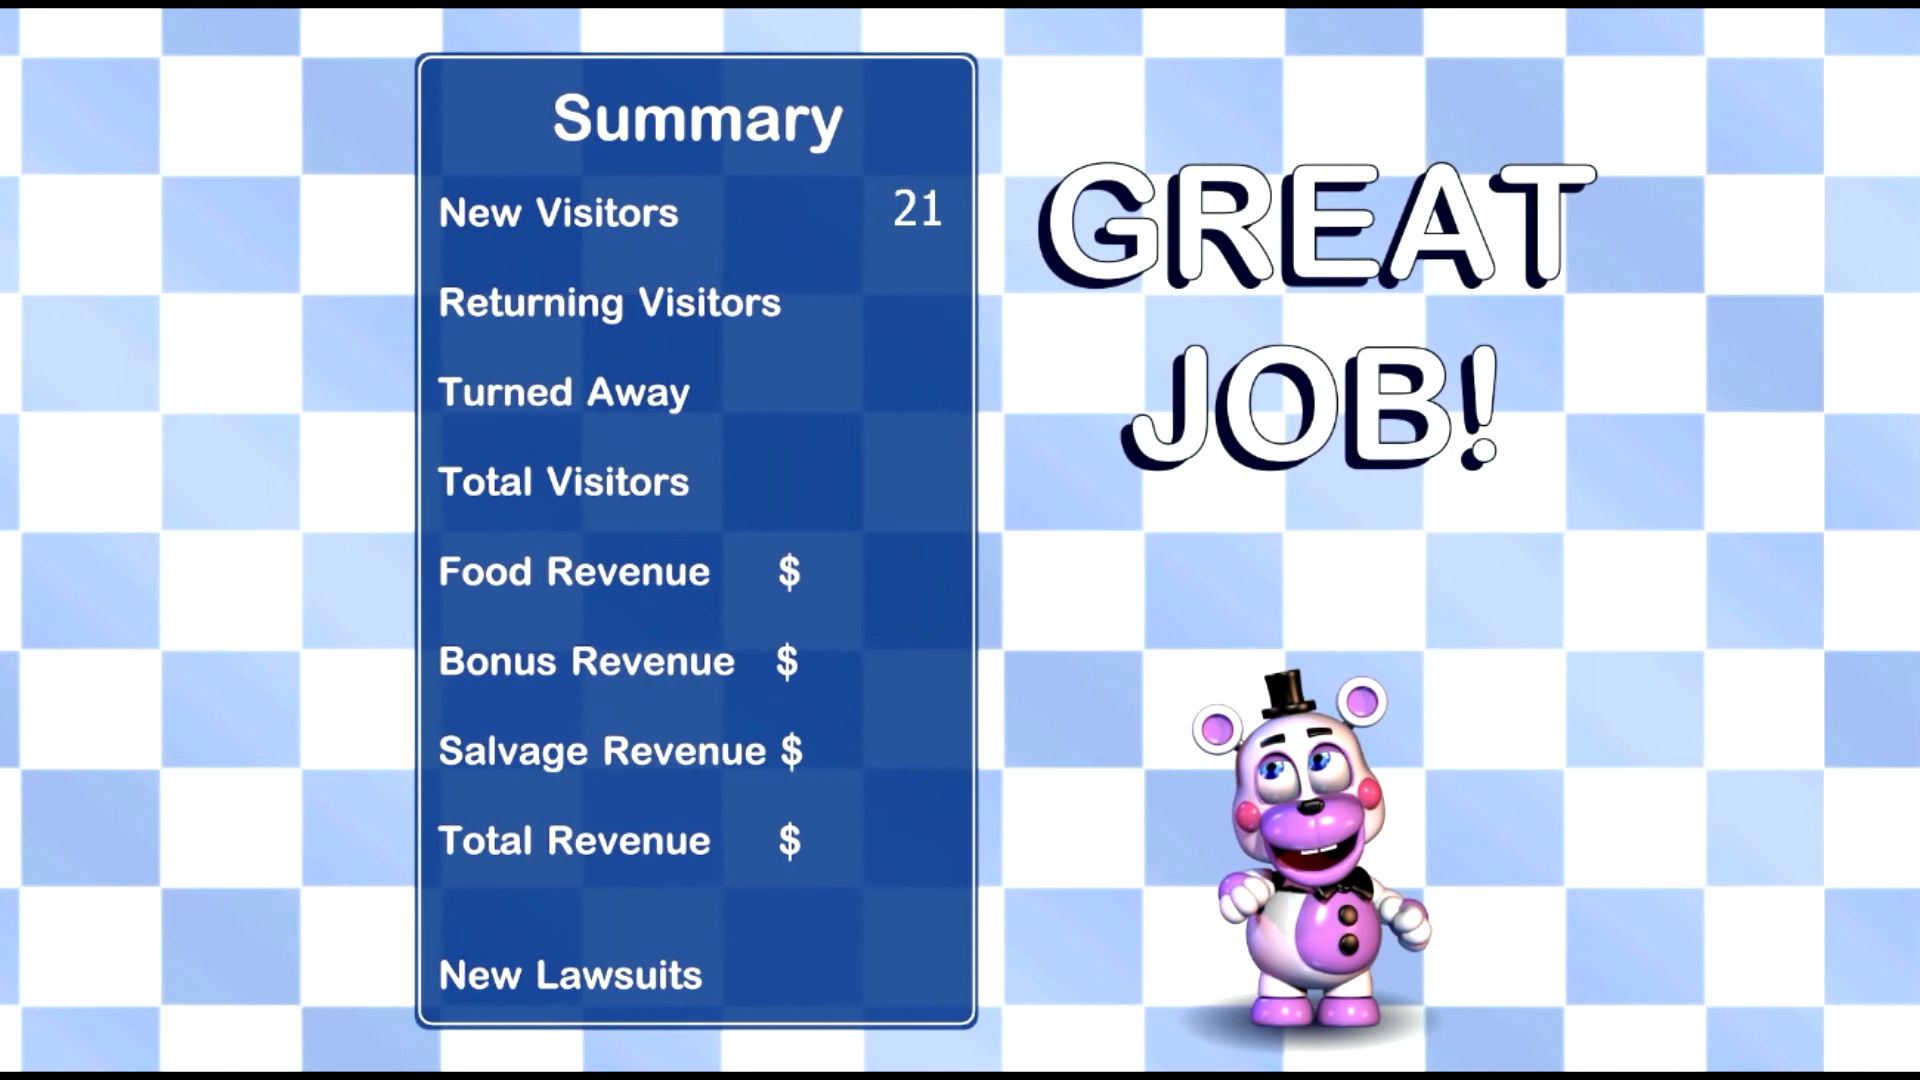 Summary
New Visitors 21
Returning Visitors
Turned Away
Total Visitors
Food Revenue $
Bonus Revenue $
Salvage Revenue $
Total Revenue $
New Lawsuits
GREAT
JOB!